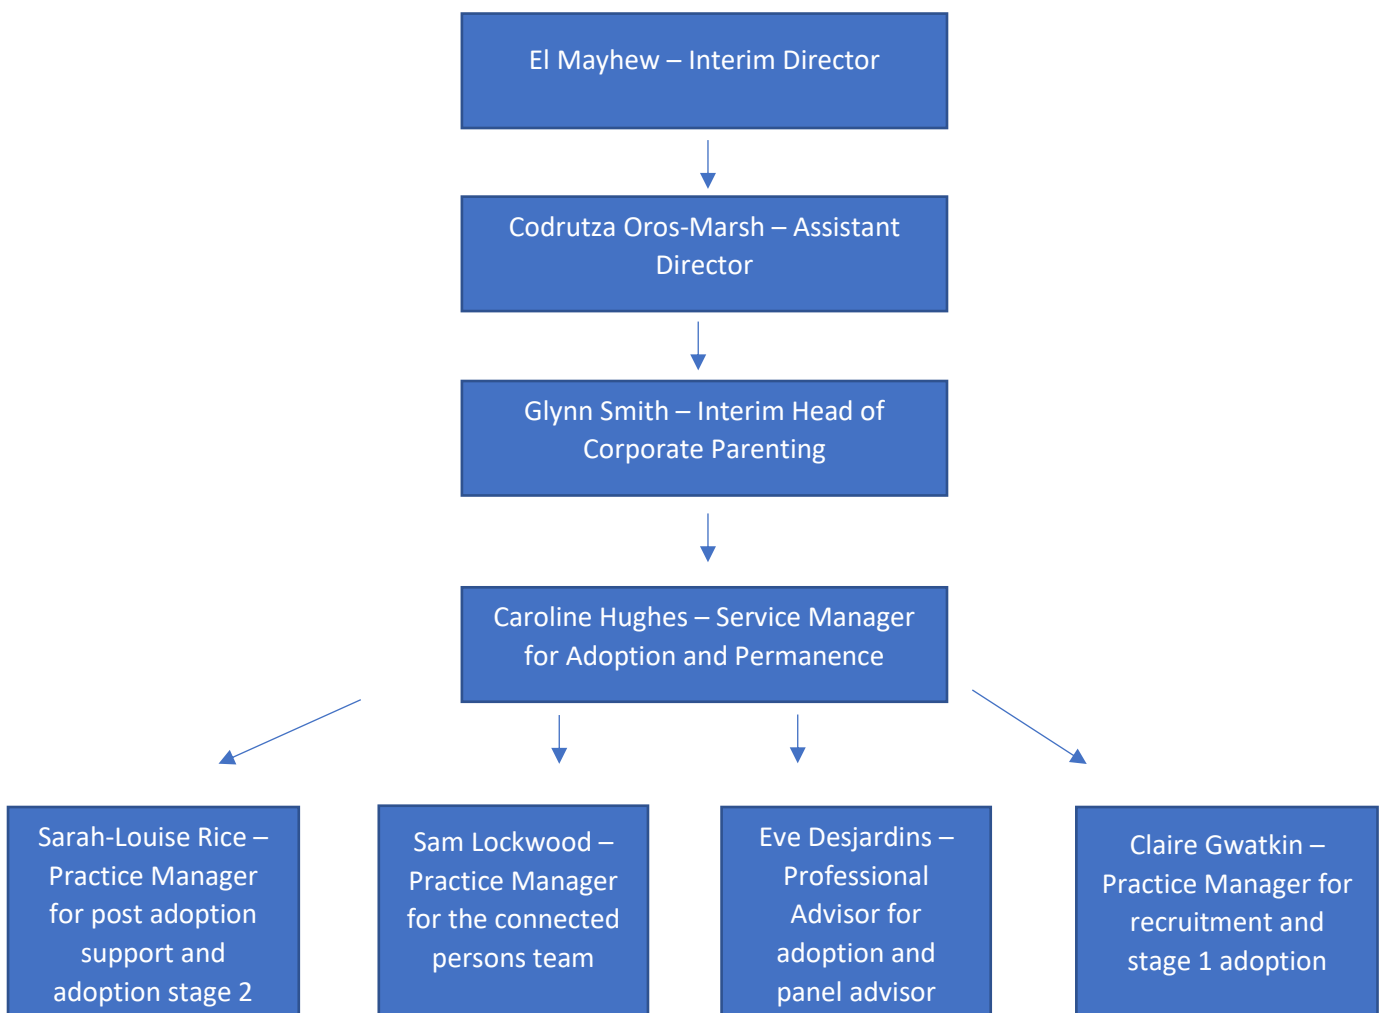 El Mayhew – Interim Director
Codrutza Oros-Marsh – Assistant
Director
Glynn Smith – Interim Head of
Corporate Parenting
Caroline Hughes – Service Manager
for Adoption and Permanence
Sarah-Louise Rice –
Practice Manager
for post adoption
support and
adoption stage 2
Sam Lockwood –
Practice Manager
for the connected
persons team
Eve Desjardins –
Professional
Advisor for
adoption and
panel advisor
Claire Gwatkin –
Practice Manager for
recruitment and
stage 1 adoption